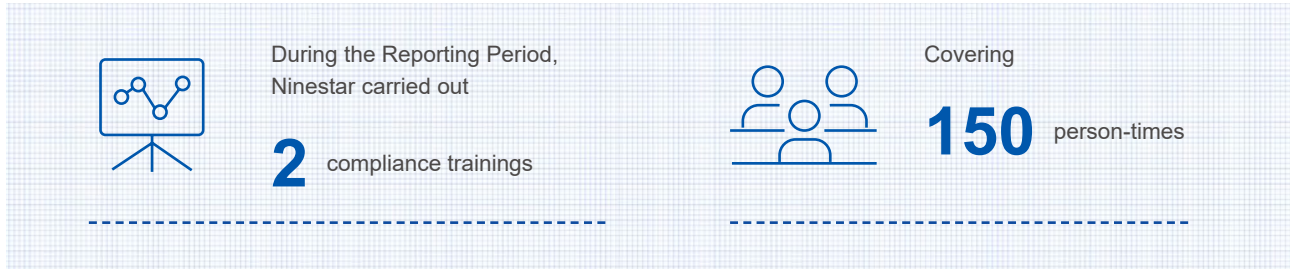 During the Reporting Period,
Ninestar carried out
2 compliance trainings
Covering
150 person-times